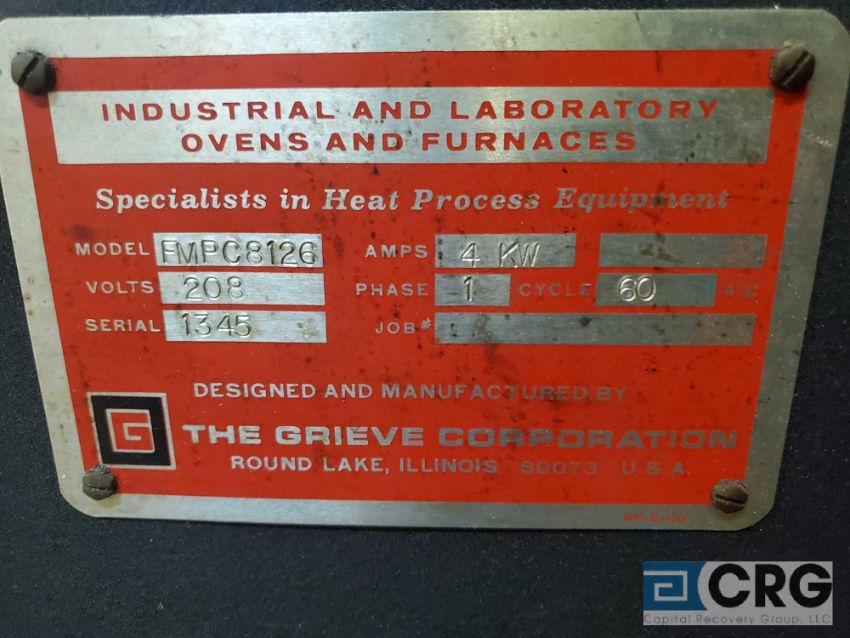 INDUSTRIAL AND LABORATORY
OVENS AND FURNACES
Specialists in Heat Process Equipment
MODEL FMPC8126 AMPS 4 KW
VOLTS 208 PHASE 1 CYCLE 60 A.C
SERIAL 1345 JOB#
DESIGNED AND MANUFACTURED BY
G THE GRIEVE CORPORATION
ROUND LAKE, ILLINOIS 60073 U.S.A.
CRG
Capital Recovery Group, LLC